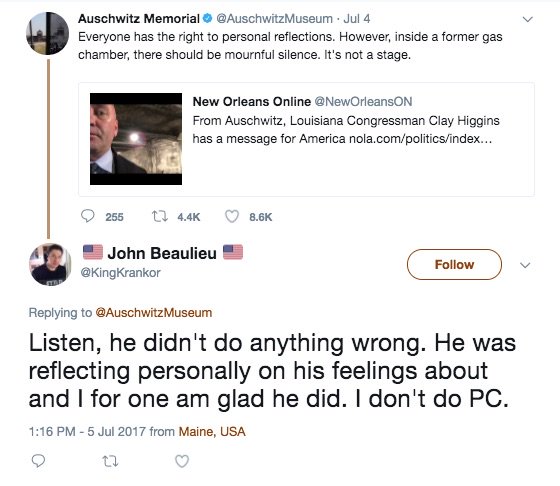 Auschwitz Memorial @AuschwitzMuseum · Jul 4
Everyone has the right to personal reflections. However, inside a former gas
chamber, there should be mournful silence. It's not a stage.
New Orleans Online @NewOrleansON
From Auschwitz, Louisiana Congressman Clay Higgins
has a message for America nola.com/politics/index...
255 4.4K 8.6K
John Beaulieu
@KingKrankor
Follow
Replying to @AuschwitzMuseum
Listen, he didn't do anything wrong. He was
reflecting personally on his feelings about
and I for one am glad he did. I don't do PC.
1:16 PM - 5 Jul 2017 from Maine, USA